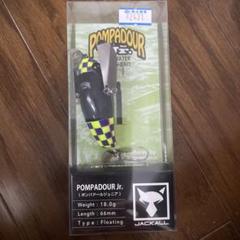 POMPADOUR
POMPADOUR Jr.
(ポンパドールジュニア)
Weight : 18.0g
Length : 66mm
Type : Floating
JACKALL